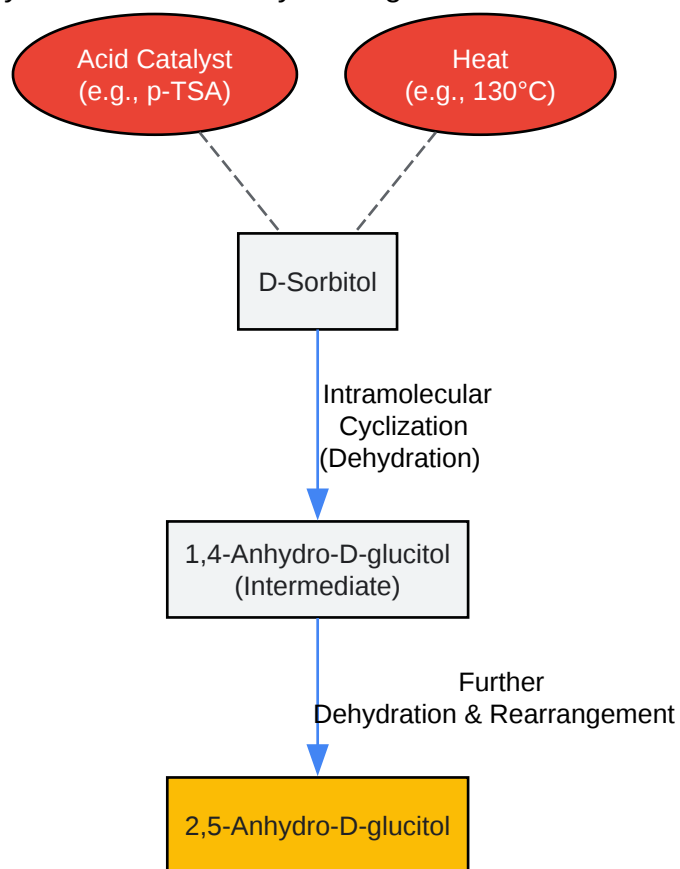 Acid Catalyst
(e.g., p-TSA)
Heat
(e.g., 130°C)
D-Sorbitol
Intramolecular
Cyclization
(Dehydration)
1,4-Anhydro-D-glucitol
(Intermediate)
Further
Dehydration & Rearrangement
2,5-Anhydro-D-glucitol